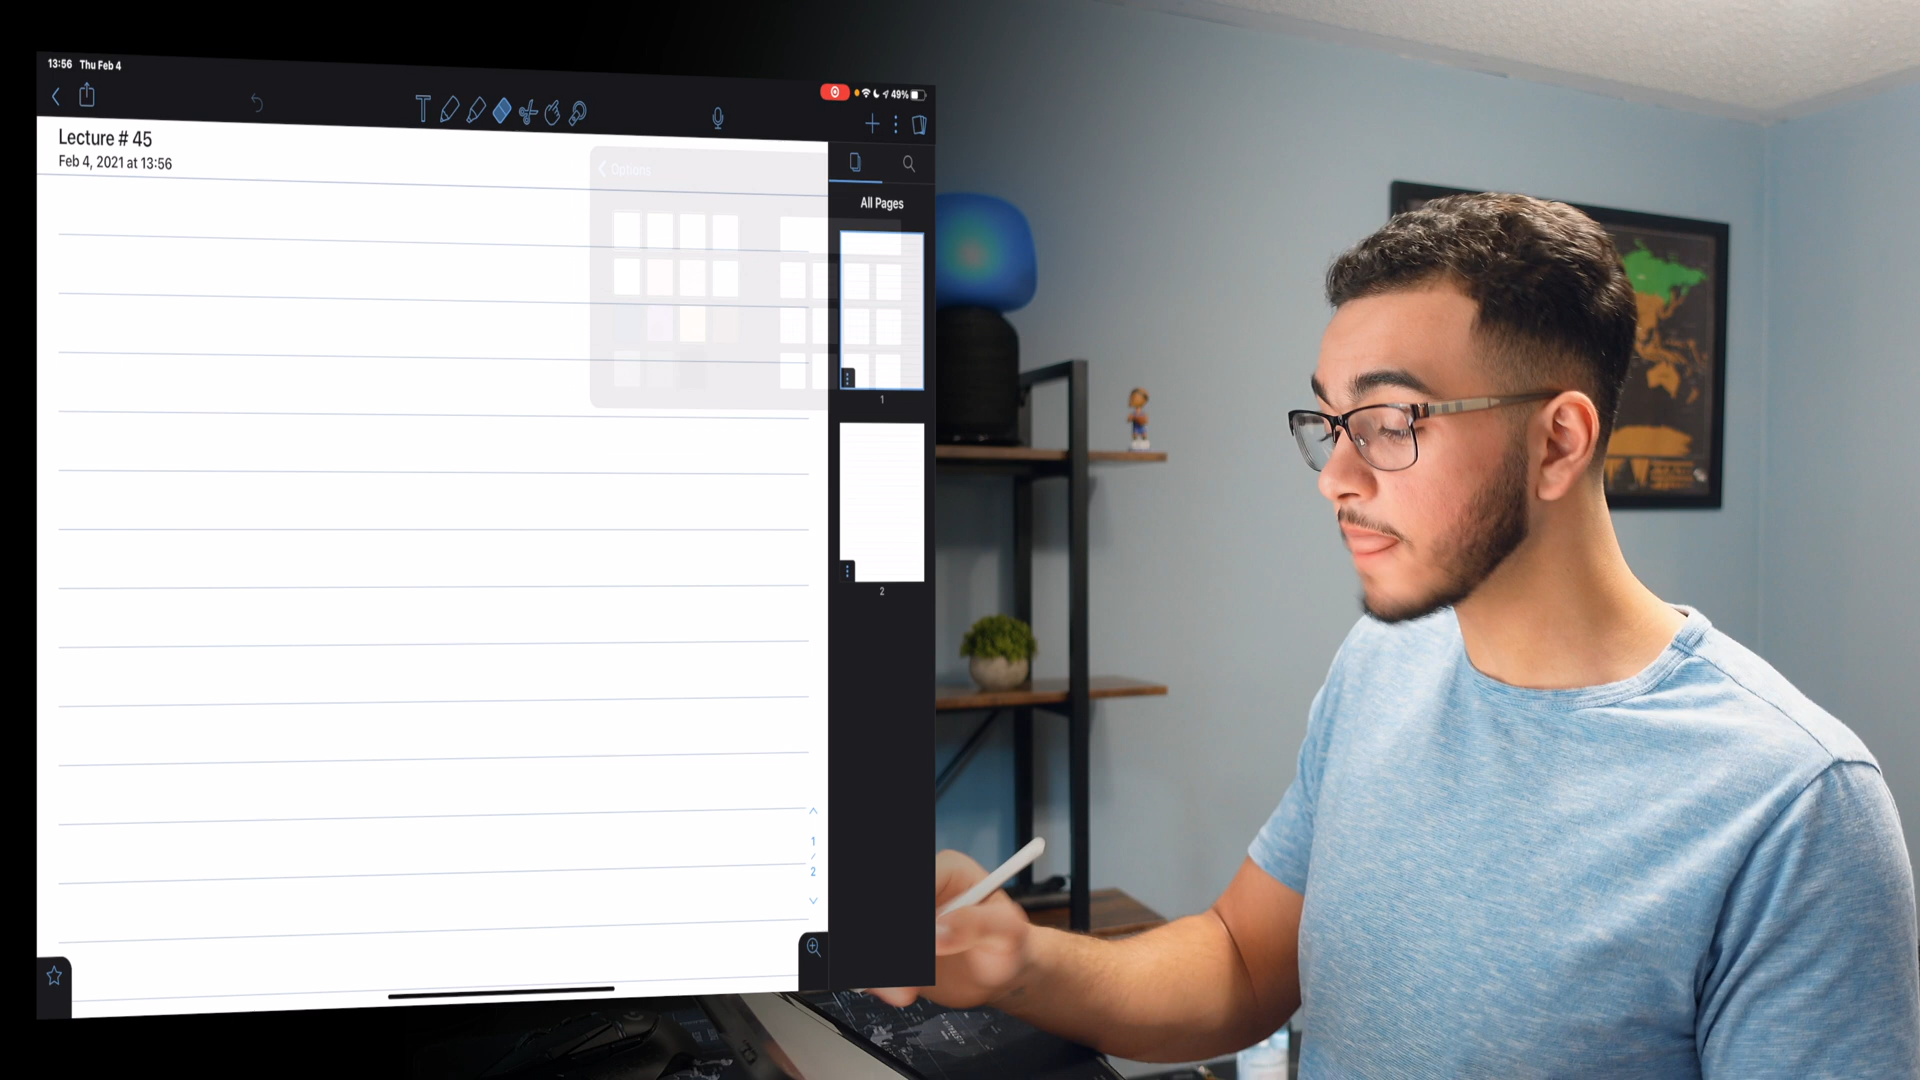 13:56 Thu Feb 4
49%
Lecture # 45
Feb 4, 2021 at 13:56
Options
All Pages
1
2
1
/
2